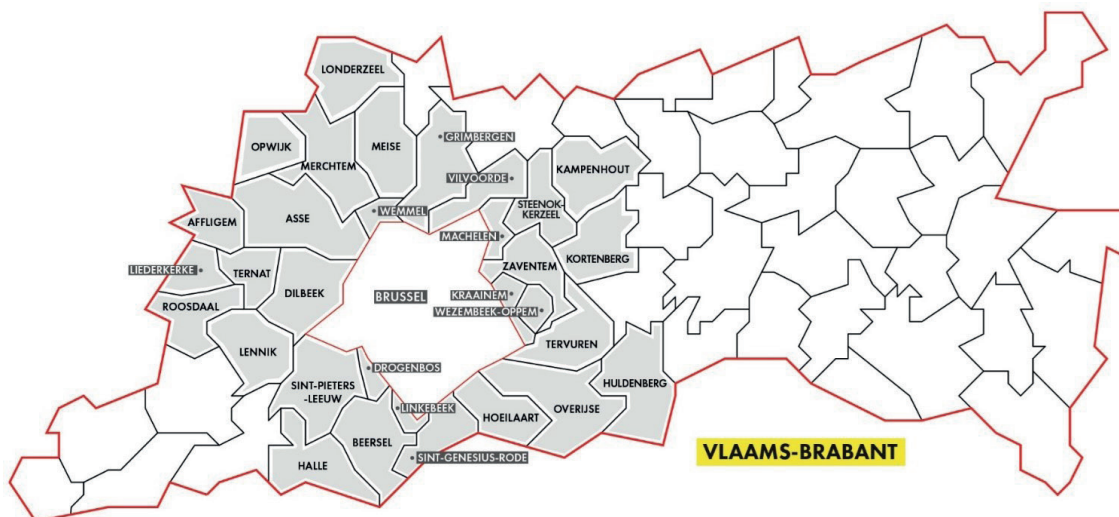 LONDERZEEL
OPWIJK
MERCHTEM
MEISE
GRIMBERGEN
VILVOORDE
KAMPENHOUT
STEENOK-
KERZEEL
AFFLIGEM
ASSE
WEMMEL
MACHELEN
ZAVENTEM
KORTENBERG
LIEDERKERKE
TERNAT
DILBEEK
BRUSSEL
KRAAINEM
WEZEMBEEK-OPPEM
ROOSDAAL
LENNIK
TERVUREN
DROGENBOS
SINT-PIETERS
-LEEUW
HULDENBERG
LINKEBEEK
HOEILAART
OVERIJSE
BEERSEL
HALLE
SINT-GENESIUS-RODE
VLAAMS-BRABANT